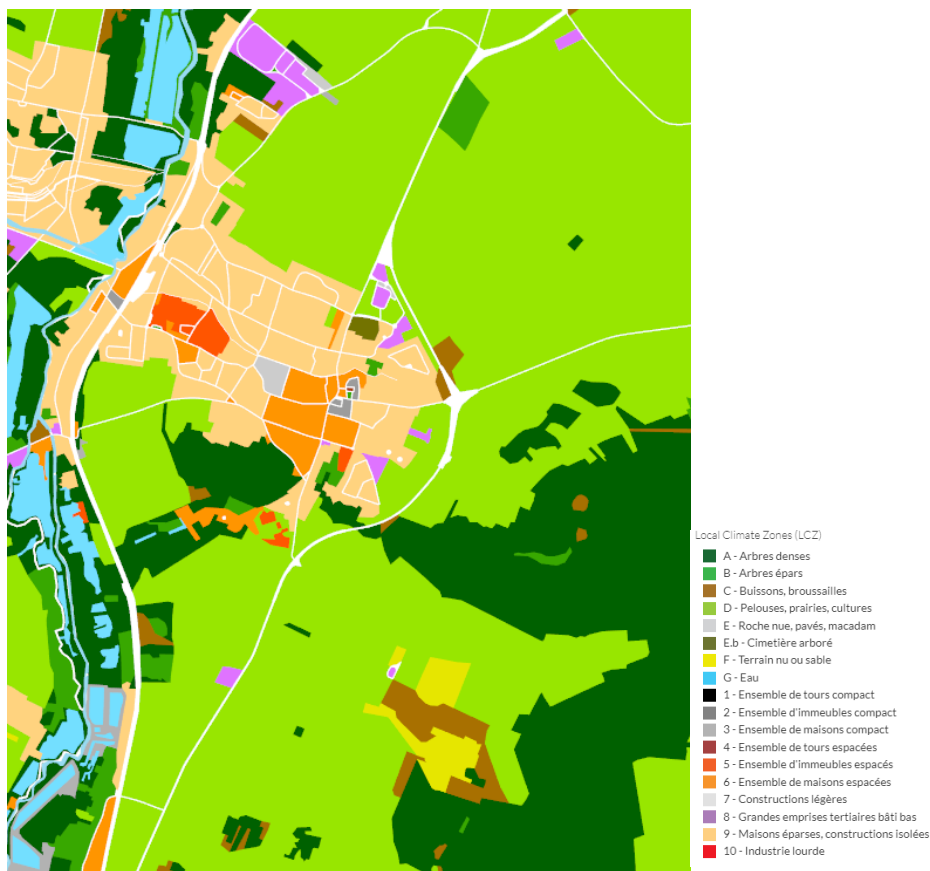 Local Climate Zones (LCZ)
A - Arbres denses
B - Arbres épars
C - Buissons, broussailles
D - Pelouses, prairies, cultures
E - Roche nue, pavés, macadam
E.b - Cimetière arboré
F - Terrain nu ou sable
G - Eau
1 - Ensemble de tours compact
2 - Ensemble d'immeubles compact
3 - Ensemble de maisons compact
4 - Ensemble de tours espacées
5 - Ensemble d'immeubles espacés
6 - Ensemble de maisons espacées
7 - Constructions légères
8 - Grandes emprises tertiaires bâti bas
9 - Maisons éparses, constructions isolées
10 - Industrie lourde